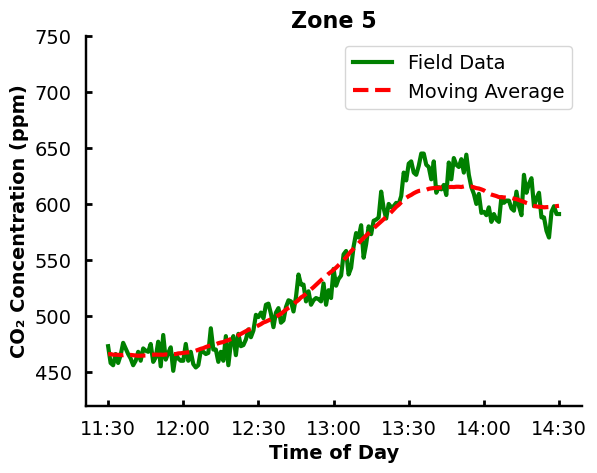 Zone 5
CO₂ Concentration (ppm)
750
700
650
600
550
500
450
Field Data
Moving Average
11:30 12:00 12:30 13:00 13:30 14:00 14:30
Time of Day